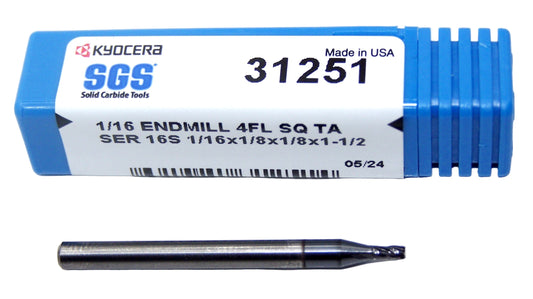 KYOCERA
SGS®
Solid Carbide Tools
Made in USA
31251
1/16 ENDMILL 4FL SQ TA
SER 16S 1/16x1/8x1/8x1-1/2
05/24